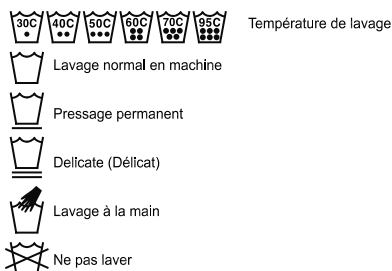 30C 40C 50C 60C 70C 95C Température de lavage
Lavage normal en machine
Pressage permanent
Delicate (Délicat)
Lavage à la main
Ne pas laver